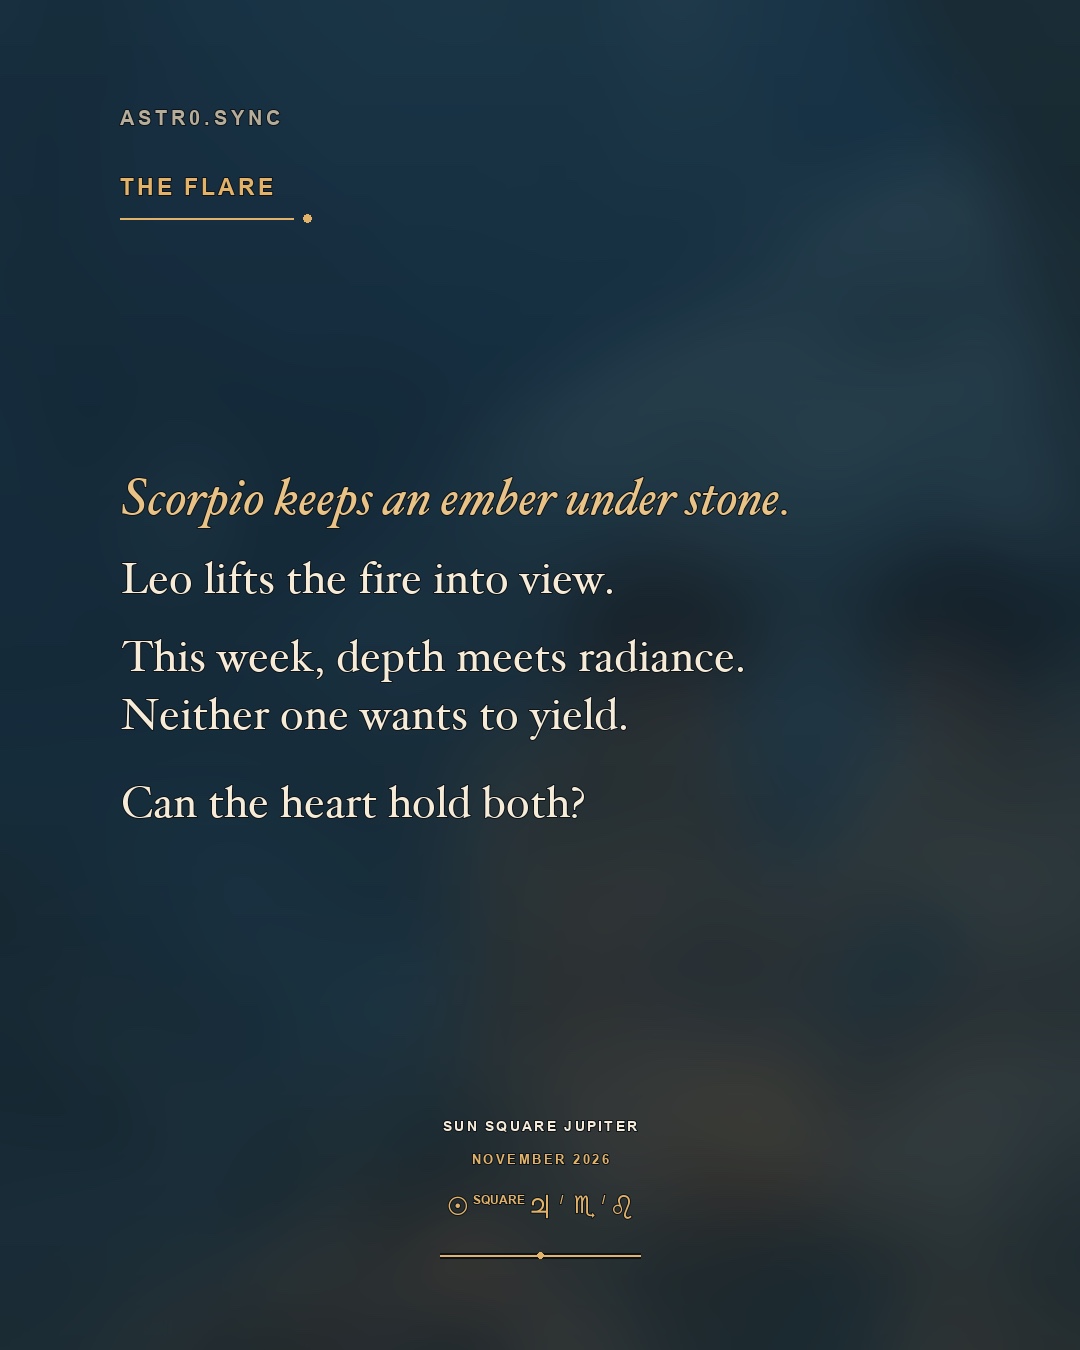 ASTR0.SYNC
THE FLARE
Scorpio keeps an ember under stone.
Leo lifts the fire into view.
This week, depth meets radiance.
Neither one wants to yield.
Can the heart hold both?
SUN SQUARE JUPITER
NOVEMBER 2026
☉ SQUARE ♃ / ♏ / ♌